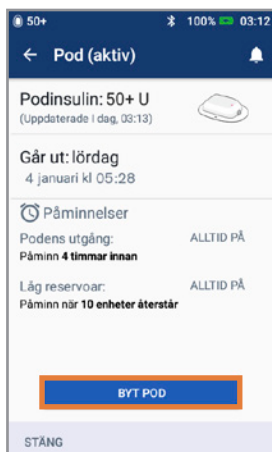 50+ 100% 03:12
Pod (aktiv)
Podinsulin: 50+ U
(Uppdaterade I dag, 03:13)
Går ut: lördag
4 januari kl 05:28
Påminnelser
Podens utgång: ALLTID PÅ
Påminn 4 timmar innan
Låg reservoar: ALLTID PÅ
Påminn när 10 enheter återstår
BYT POD
STÄNG